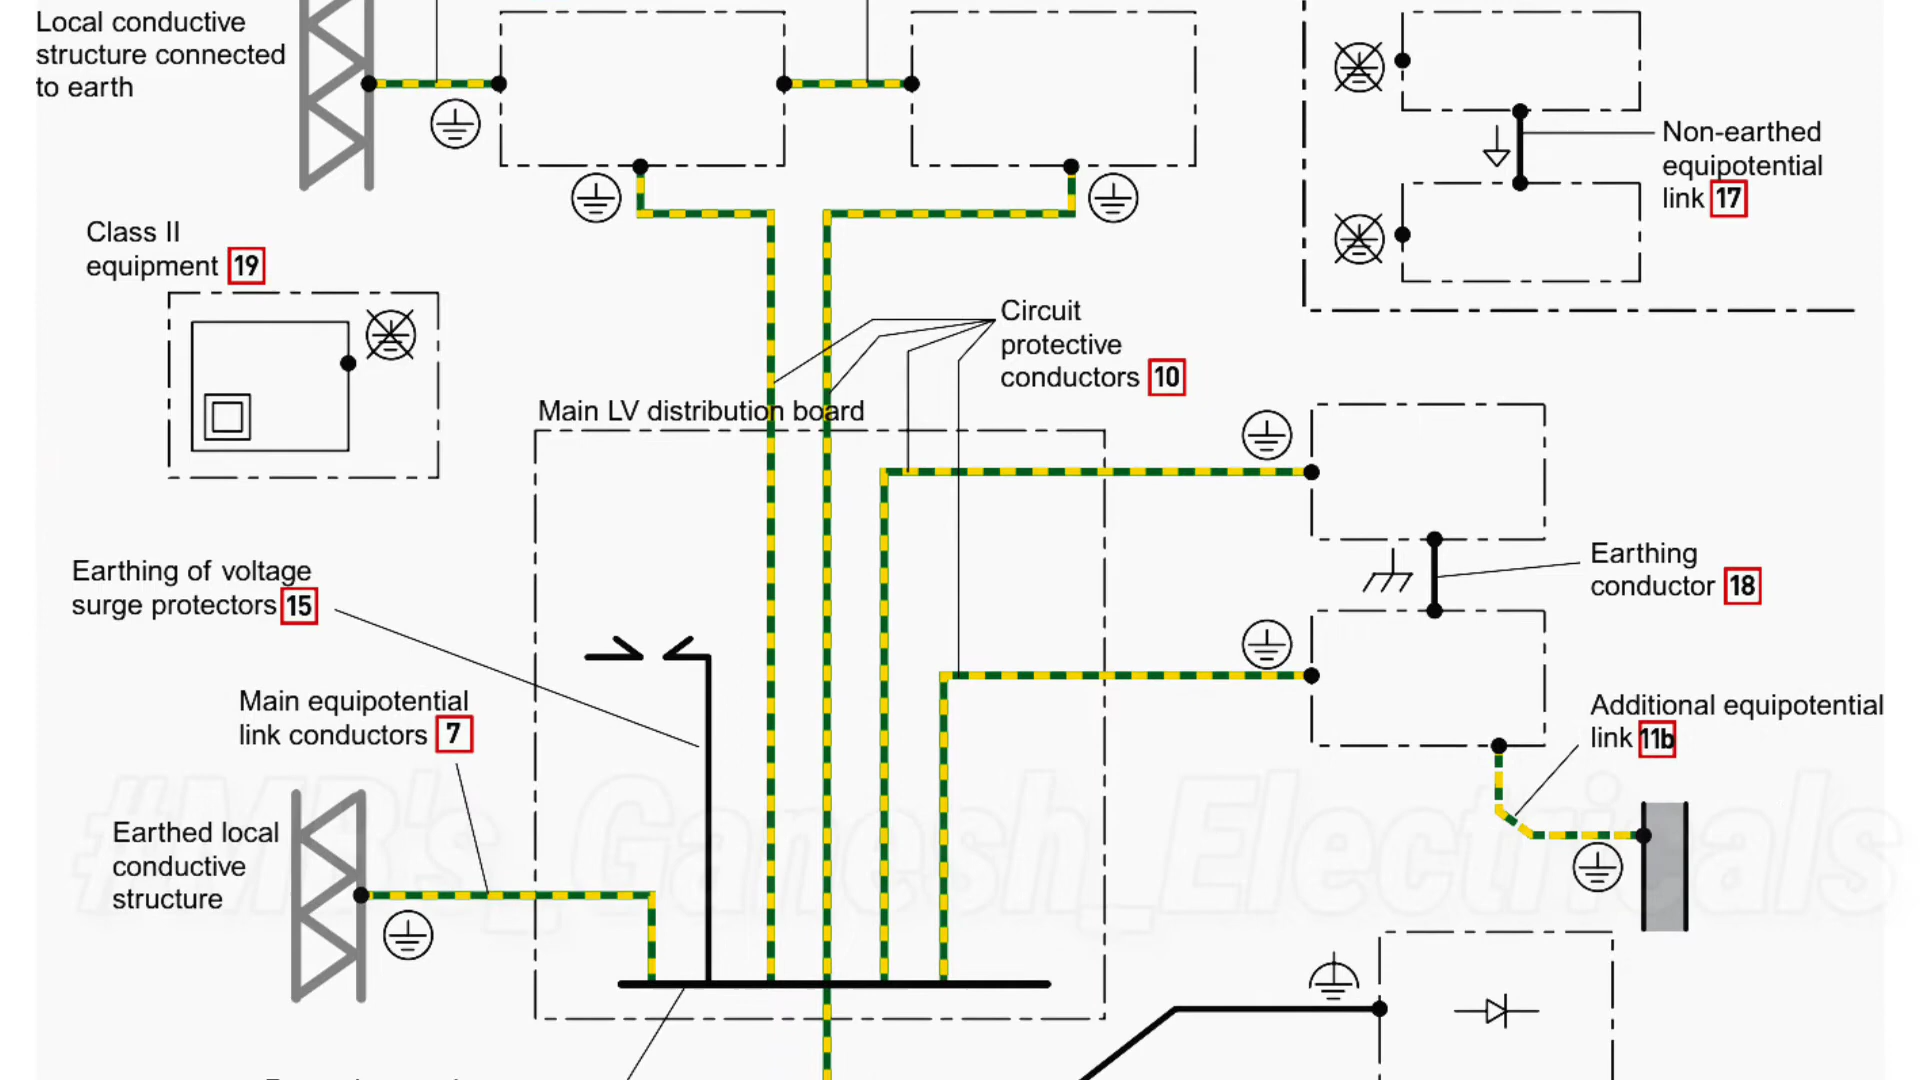 Local conductive
structure connected
to earth
Non-earthed
equipotential
link 17
Class II
equipment 19
Circuit
protective
conductors 10
Main LV distribution board
Earthing of voltage
surge protectors 15
Earthing
conductor 18
Main equipotential
link conductors 7
Additional equipotential
link 11b
Earthed local
conductive
structure
#MR's_Ganesh_Electricals